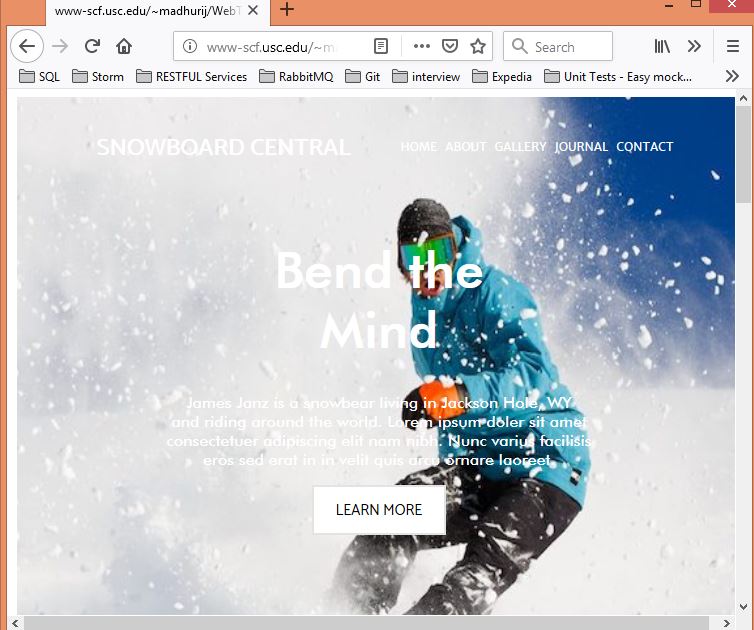 www-scf.usc.edu/~madhurij/WebT
www-scf.usc.edu/~m
Search
SQL Storm RESTFUL Services RabbitMQ Git interview Expedia Unit Tests - Easy mock...
SNOWBOARD CENTRAL HOME ABOUT GALLERY JOURNAL CONTACT
Bend the
Mind
James Janz is a snowbear living in Jackson Hole, WY
and riding around the world. Lorem ipsum doler sit amet
consectetuer adipiscing elit nam nibh. Nunc varius facilisis
eros sed erat in in velit quis arcu ornare laoreet
LEARN MORE